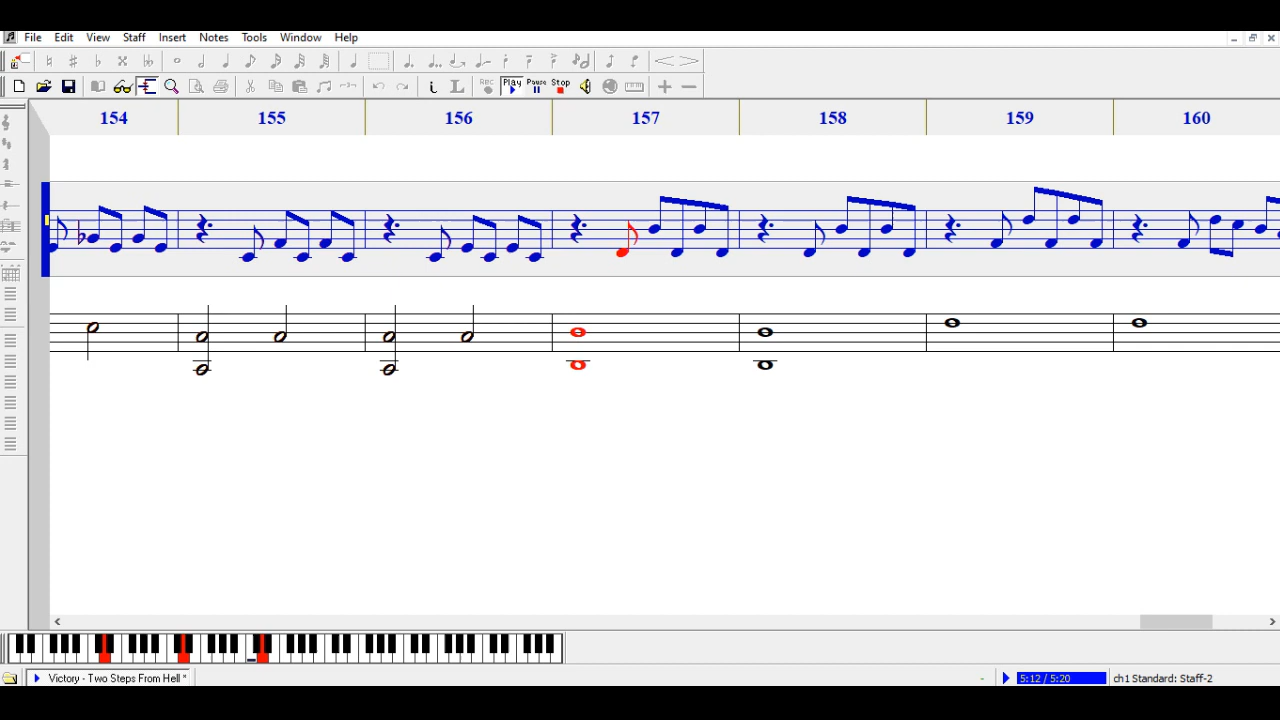 File Edit View Staff Insert Notes Tools Window Help
Rec Play Pause Stop
154 155 156 157 158 159 160
Victory - Two Steps From Hell *
5:12 / 5:20
ch1 Standard: Staff-2